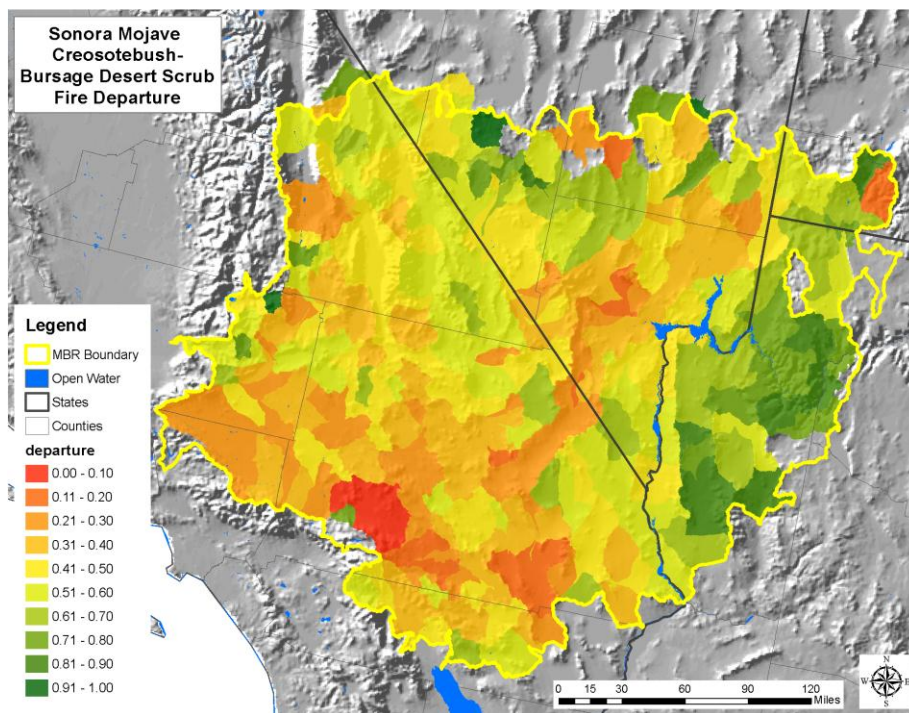 Sonora Mojave
Creosotebush-
Bursage Desert Scrub
Fire Departure
Legend
MBR Boundary
Open Water
States
Counties
departure
0.00 - 0.10
0.11 - 0.20
0.21 - 0.30
0.31 - 0.40
0.41 - 0.50
0.51 - 0.60
0.61 - 0.70
0.71 - 0.80
0.81 - 0.90
0.91 - 1.00
0 15 30 60 90 120
Miles
N
W E
S